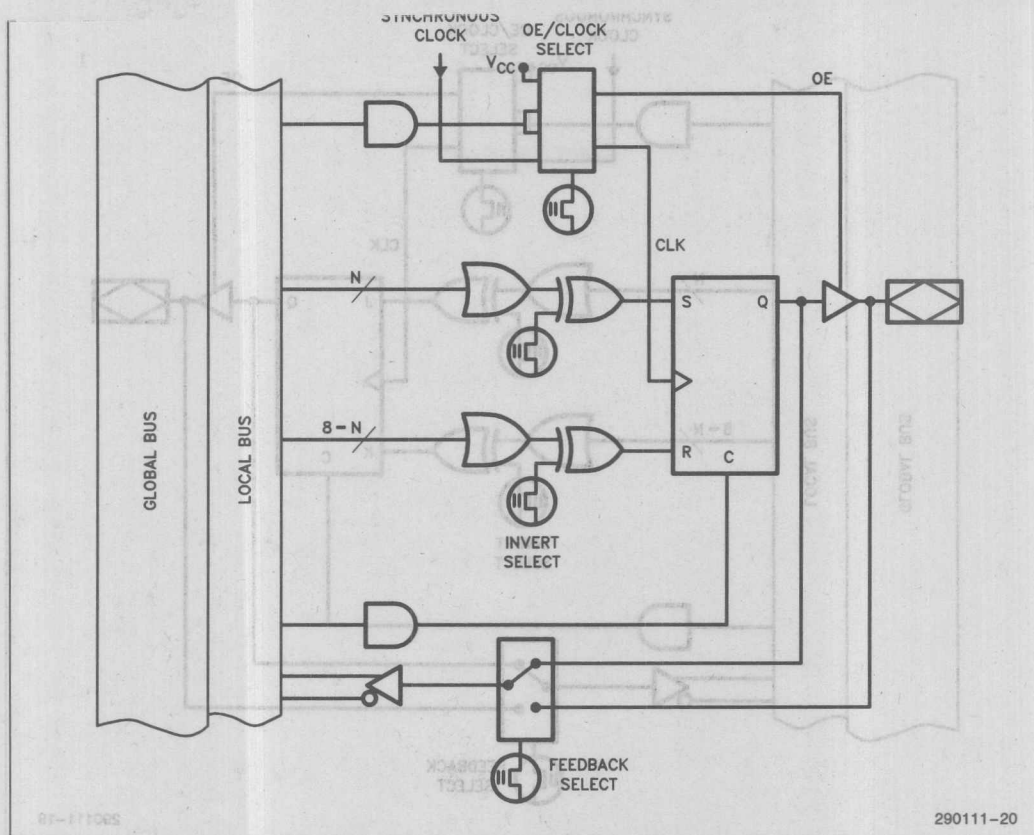 SYNCHRONOUS
CLOCK
OE/CLOCK
SELECT
VCC
OE
CLK
N
S
Q
8-N
R
C
GLOBAL BUS
LOCAL BUS
INVERT
SELECT
FEEDBACK
SELECT
290111-20